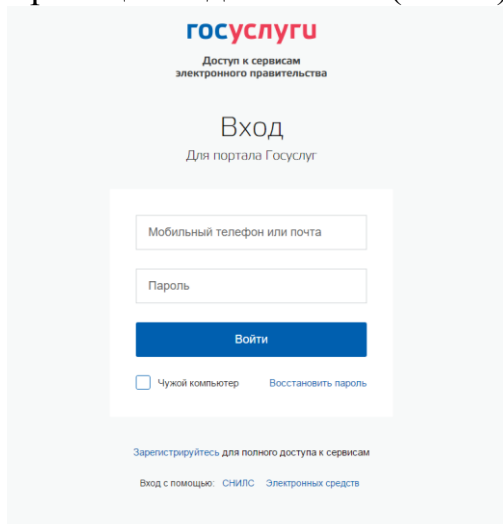 госуслуги
Доступ к сервисам
электронного правительства
Вход
Для портала Госуслуг
Мобильный телефон или почта
Пароль
Войти
Чужой компьютер Восстановить пароль
Зарегистрируйтесь для полного доступа к сервисам
Вход с помощью: СНИЛС Электронных средств